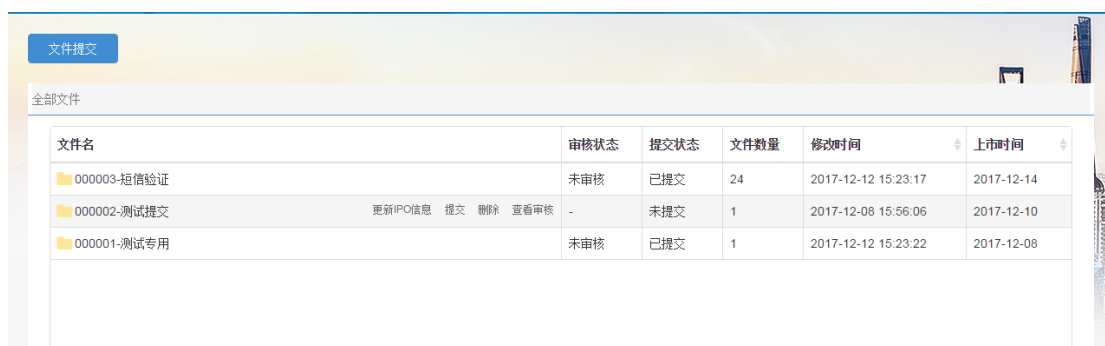 文件提交
全部文件
文件名 审核状态 提交状态 文件数量 修改时间 上市时间
000003-短信验证 未审核 已提交 24 2017-12-12 15:23:17 2017-12-14
000002-测试提交 更新IPO信息 提交 删除 查看审核 - 未提交 1 2017-12-08 15:56:06 2017-12-10
000001-测试专用 未审核 已提交 1 2017-12-12 15:23:22 2017-12-08